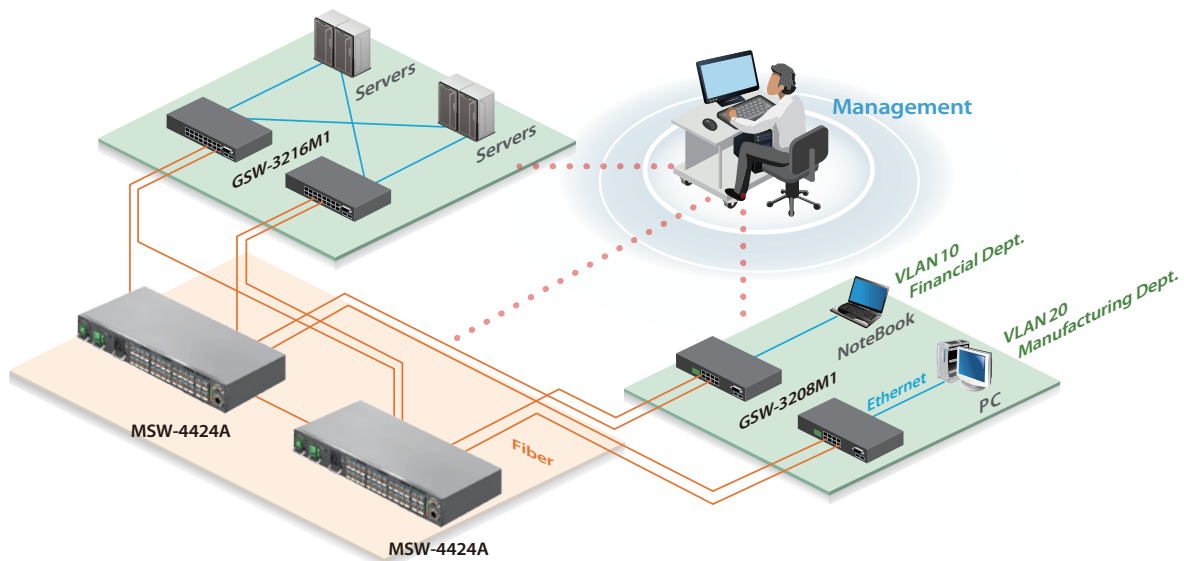 Servers
Servers
GSW-3216M1
Management
VLAN 10
Financial Dept.
VLAN 20
Manufacturing Dept.
NoteBook
GSW-3208M1
Ethernet
PC
MSW-4424A
Fiber
MSW-4424A